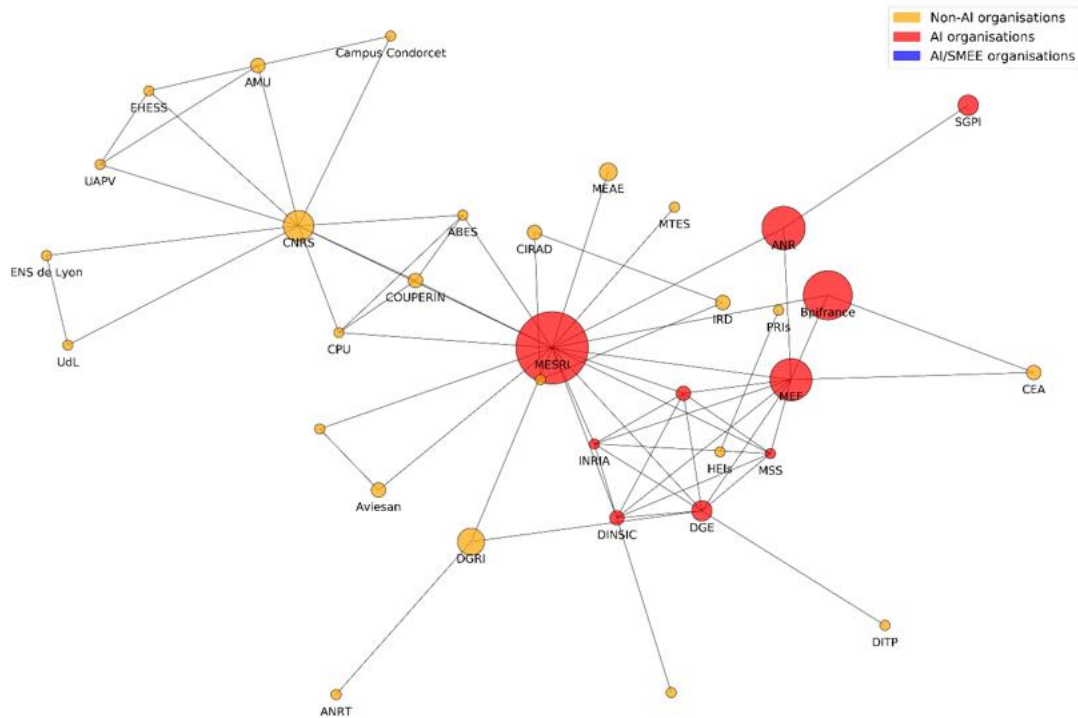 Non-AI organisations
AI organisations
AI/SMEE organisations
Campus Condorcet
AMU
EHESS
SGPI
UAPV
MEAE
MTES
ABES
CNRS
CIRAD
ANR
ENS de Lyon
COUPERIN
IRD
PRIs
Bpifrance
UdL
CPU
MESRI
CEA
MEF
INRIA
HEIs
MSS
Aviesan
DINSIC
DGE
DGRI
DITP
ANRT